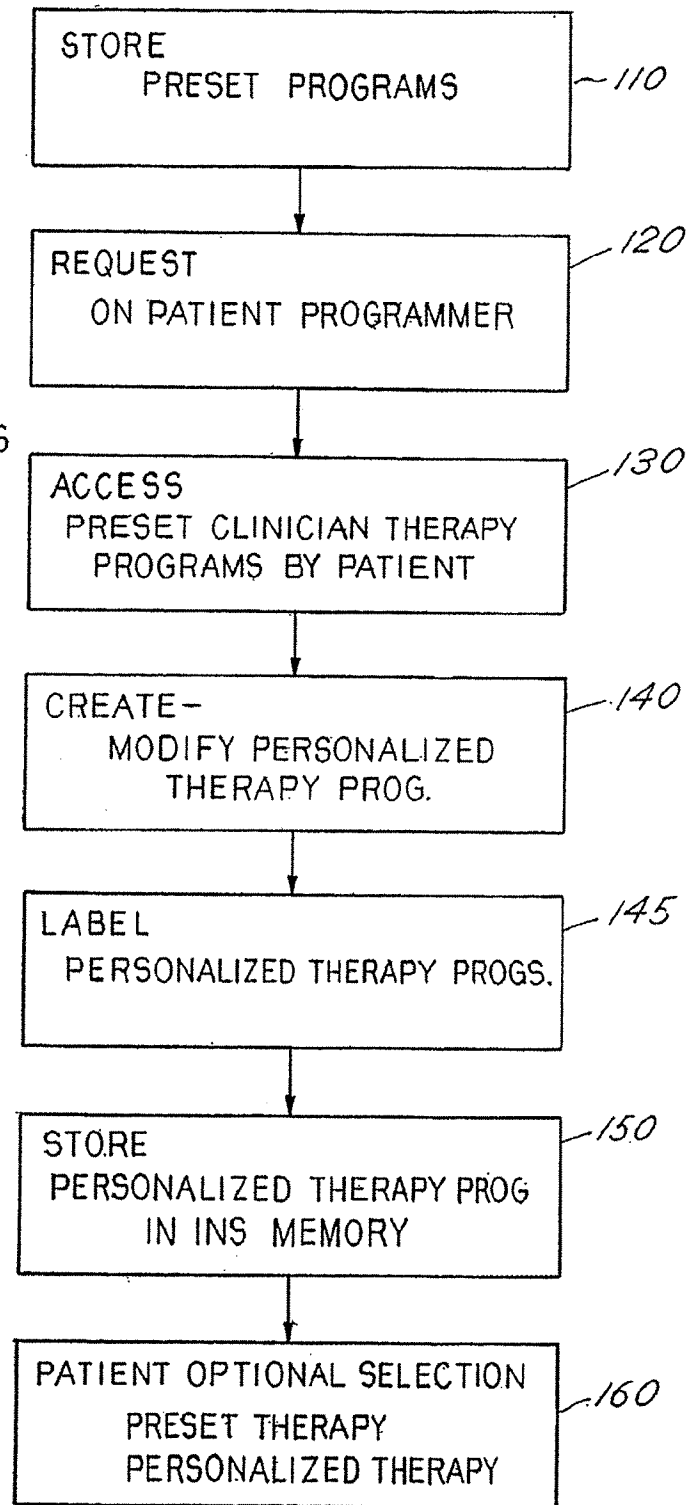 STORE
PRESET PROGRAMS
110
REQUEST
ON PATIENT PROGRAMMER
120
S
ACCESS
PRESET CLINICIAN THERAPY
PROGRAMS BY PATIENT
130
CREATE-
MODIFY PERSONALIZED
THERAPY PROG.
140
LABEL
PERSONALIZED THERAPY PROGS.
145
STORE
PERSONALIZED THERAPY PROG
IN INS MEMORY
150
PATIENT OPTIONAL SELECTION
PRESET THERAPY
PERSONALIZED THERAPY
160